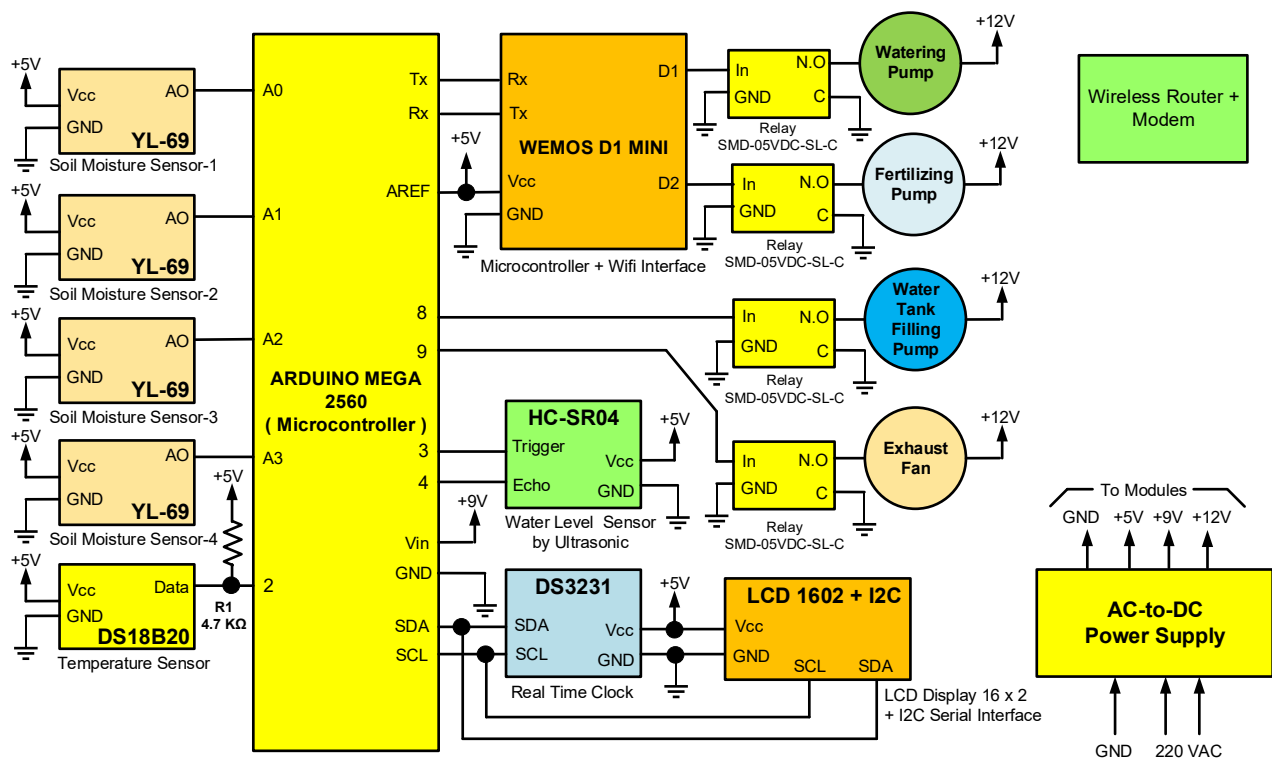 +5V
Vcc
AO
GND
YL-69
Soil Moisture Sensor-1
+5V
Vcc
AO
GND
YL-69
Soil Moisture Sensor-2
+5V
Vcc
AO
GND
YL-69
Soil Moisture Sensor-3
+5V
Vcc
AO
GND
YL-69
Soil Moisture Sensor-4
+5V
Vcc
Data
GND
DS18B20
Temperature Sensor
+5V
R1
4.7 KΩ
A0
A1
A2
A3
2
ARDUINO MEGA
2560
( Microcontroller )
Tx
Rx
AREF
8
9
3
4
Vin
GND
SDA
SCL
+5V
Rx
Tx
Vcc
GND
WEMOS D1 MINI
D1
D2
Microcontroller + Wifi Interface
In
N.O
GND
C
Relay
SMD-05VDC-SL-C
Watering
Pump
+12V
In
N.O
GND
C
Relay
SMD-05VDC-SL-C
Fertilizing
Pump
+12V
In
N.O
GND
C
Relay
SMD-05VDC-SL-C
Water
Tank
Filling
Pump
+12V
In
N.O
GND
C
Relay
SMD-05VDC-SL-C
Exhaust
Fan
+12V
HC-SR04
Trigger
Echo
Vcc
GND
+5V
Water Level Sensor
by Ultrasonic
+9V
DS3231
SDA
SCL
Vcc
GND
Real Time Clock
+5V
LCD 1602 + I2C
Vcc
GND
SCL
SDA
LCD Display 16 x 2
+ I2C Serial Interface
Wireless Router +
Modem
To Modules
GND
+5V
+9V
+12V
AC-to-DC
Power Supply
GND
220 VAC